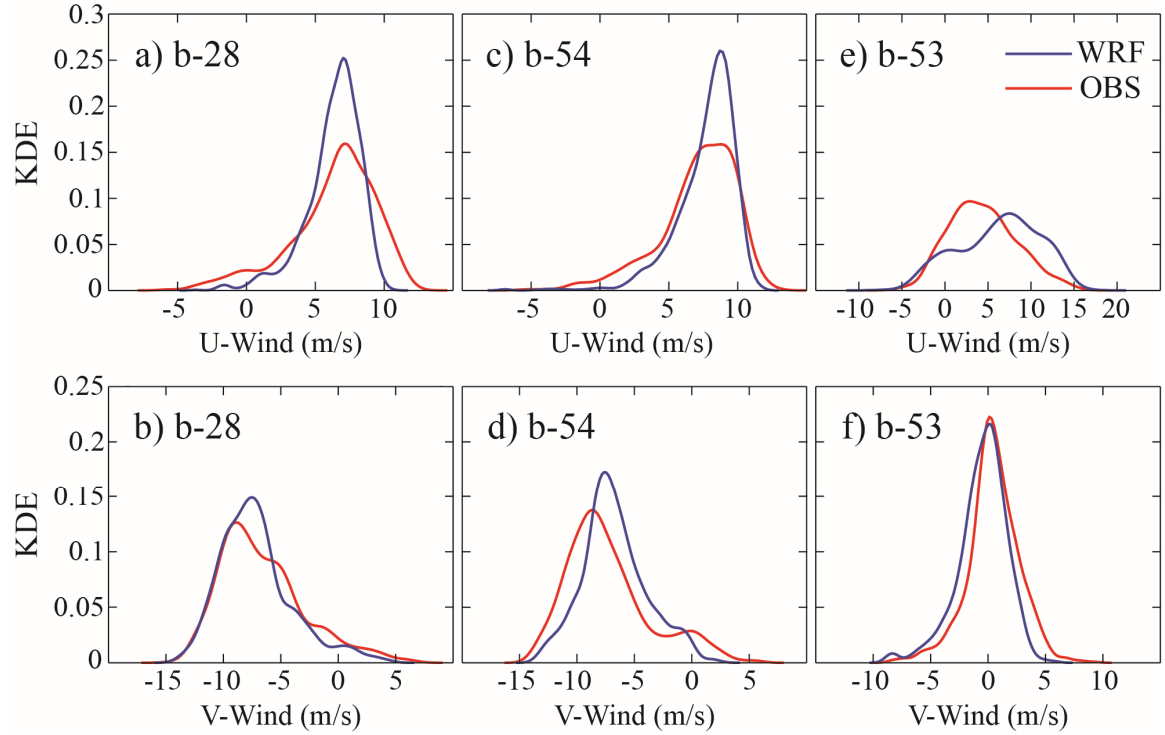 0.3
0.25
0.2
0.15
0.1
0.05
0
KDE
a) b-28
-5 0 5 10
U-Wind (m/s)
c) b-54
-5 0 5 10
U-Wind (m/s)
e) b-53
WRF
OBS
-10 -5 0 5 10 15 20
U-Wind (m/s)
0.25
0.2
0.15
0.1
0.05
0
KDE
b) b-28
-15 -10 -5 0 5
V-Wind (m/s)
d) b-54
-15 -10 -5 0 5
V-Wind (m/s)
f) b-53
-10 -5 0 5 10
V-Wind (m/s)